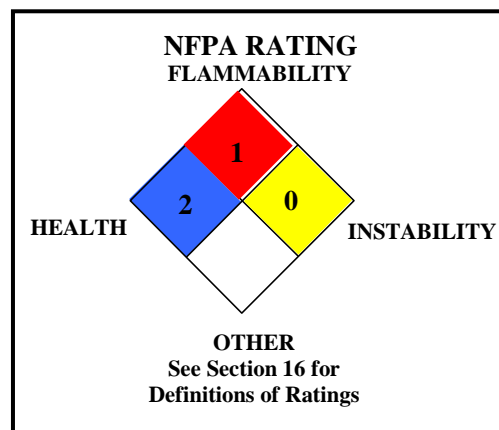 NFPA RATING
FLAMMABILITY
1
2
0
HEALTH
INSTABILITY
OTHER
See Section 16 for
Definitions of Ratings